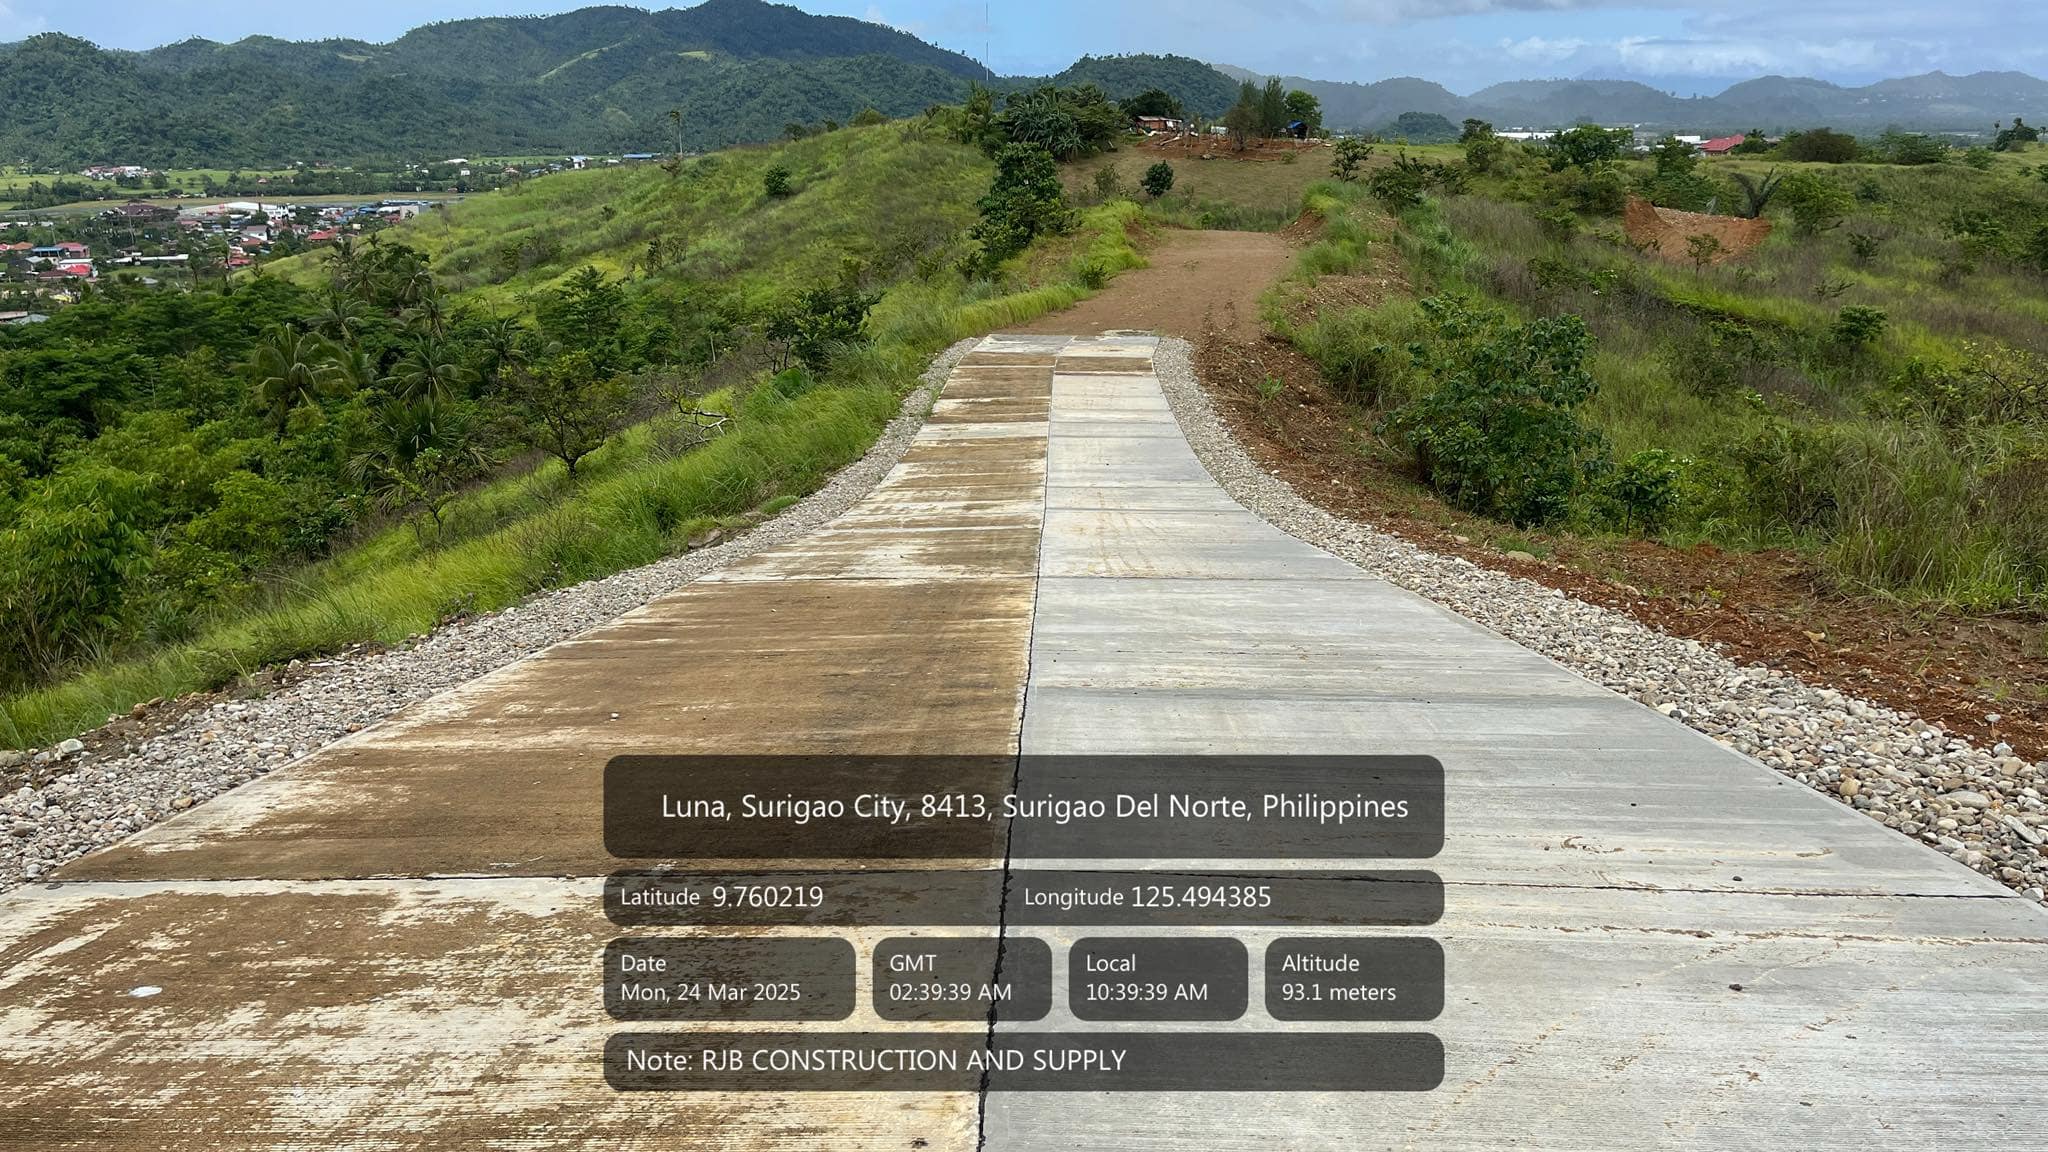 Luna, Surigao City, 8413, Surigao Del Norte, Philippines
Latitude 9.760219 Longitude 125.494385
Date GMT Local Altitude
Mon, 24 Mar 2025 02:39:39 AM 10:39:39 AM 93.1 meters
Note: RJB CONSTRUCTION AND SUPPLY